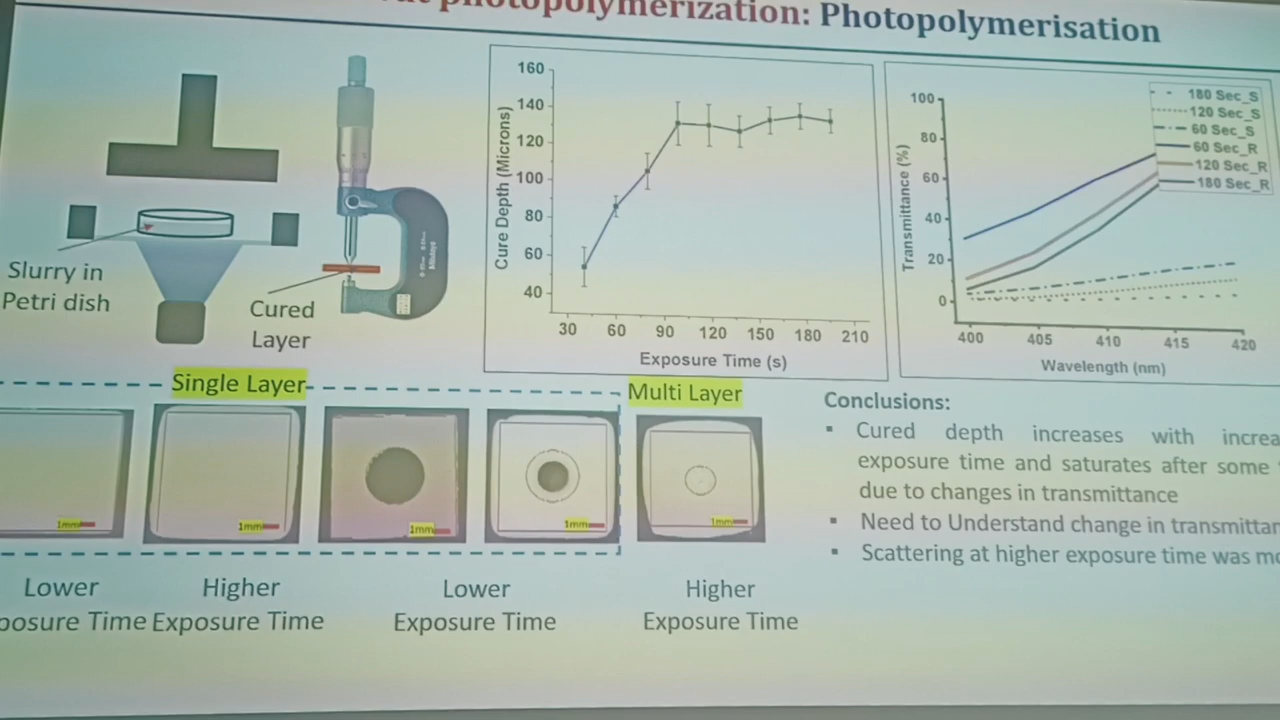 photopolymerization: Photopolymerisation
Slurry in
Petri dish
Cured
Layer
160
140
120
100
80
60
40
Cure Depth (Microns)
30 60 90 120 150 180 210
Exposure Time (s)
100
80
60
40
20
0
Transmittance (%)
180 Sec_S
120 Sec_S
60 Sec_S
60 Sec_R
120 Sec_R
180 Sec_R
400 405 410 415 420
Wavelength (nm)
Single Layer
Multi Layer
1mm
1mm
1mm
1mm
1mm
Lower
Exposure Time
Higher
Exposure Time
Lower
Exposure Time
Higher
Exposure Time
Conclusions:
▪ Cured depth increases with
exposure time and saturates after some
due to changes in transmittance
▪ Need to Understand change in
▪ Scattering at higher exposure time was